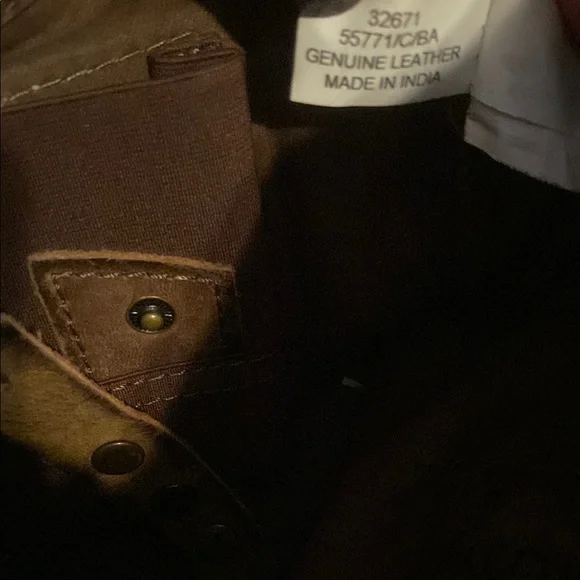 32671
55771/C/BA
GENUINE LEATHER
MADE IN INDIA